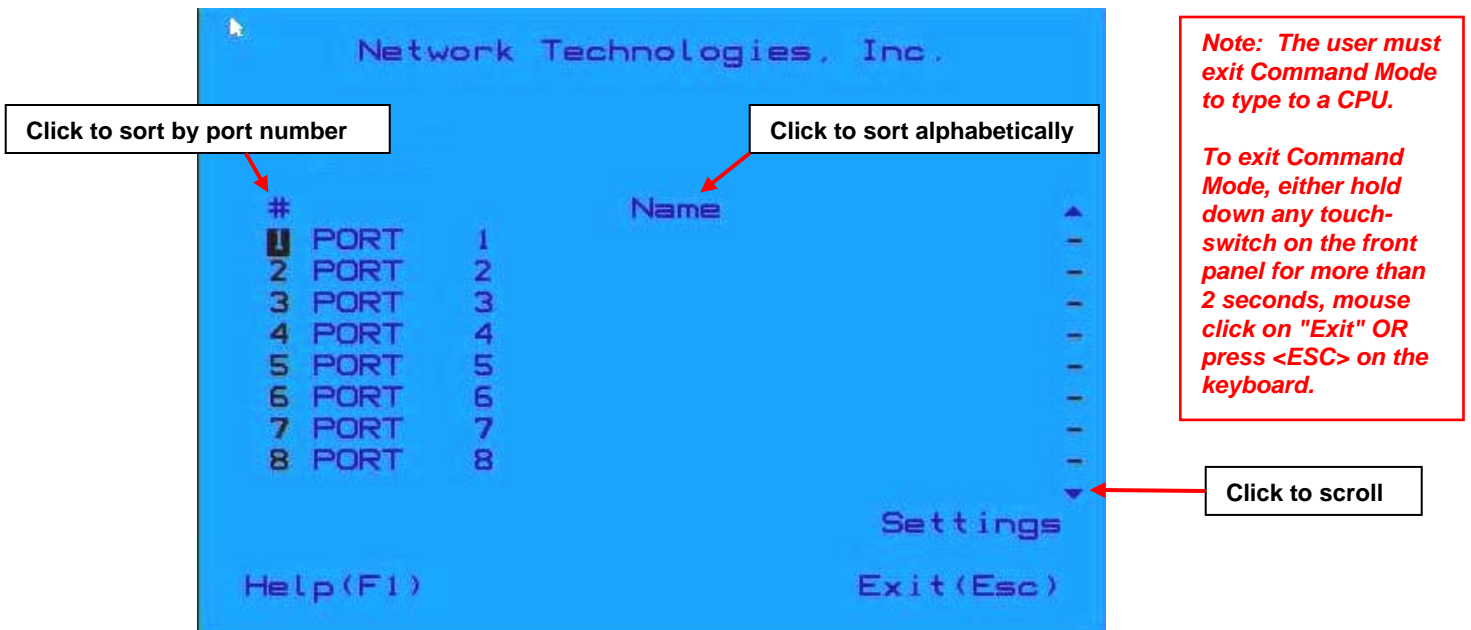 Network Technologies, Inc.
Click to sort by port number
Click to sort alphabetically
# Name
1 PORT 1
2 PORT 2
3 PORT 3
4 PORT 4
5 PORT 5
6 PORT 6
7 PORT 7
8 PORT 8
Settings
Help(F1) Exit(Esc)
Note: The user must
exit Command Mode
to type to a CPU.
To exit Command
Mode, either hold
down any touch-
switch on the front
panel for more than
2 seconds, mouse
click on "Exit" OR
press <ESC> on the
keyboard.
Click to scroll